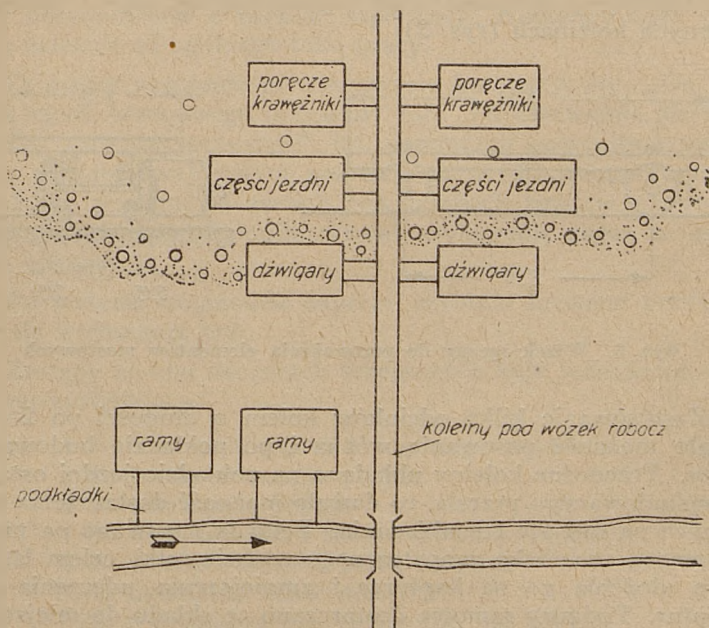 poręcze
krawężniki
poręcze
krawężniki
części jezdni
części jezdni
dźwigary
dźwigary
ramy
ramy
koleiny pod wózek robocz
podkładki